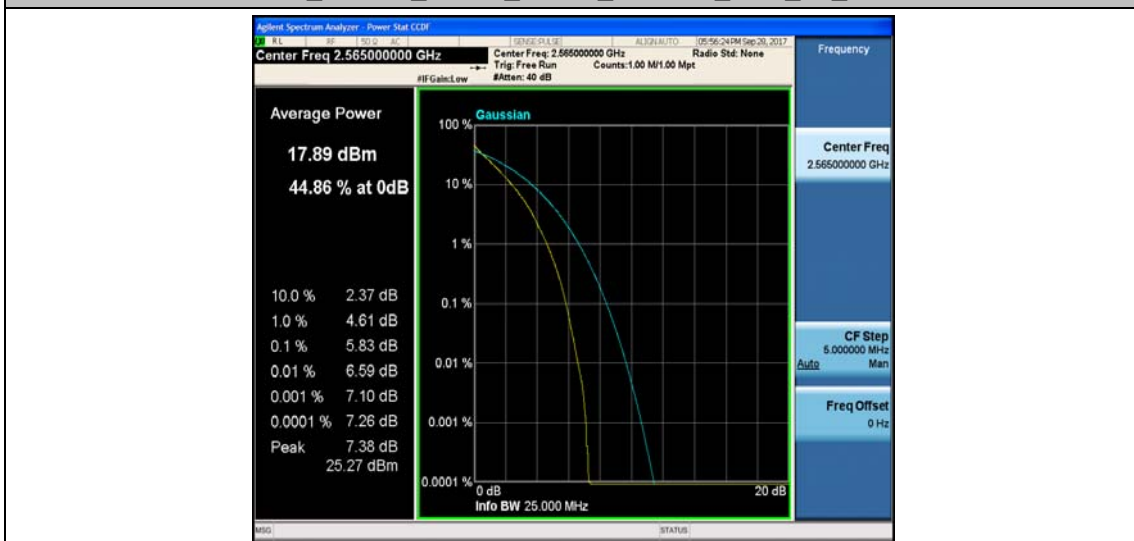 Agilent Spectrum Analyzer - Power Stat CCDF
RL RF 50 Ω AC SENSE:PULSE ALIGN AUTO 05:56:24 PM Sep 20, 2017
Center Freq 2.565000000 GHz
Center Freq: 2.565000000 GHz Radio Std: None
Trig: Free Run Counts:1.00 M/1.00 Mpt
#IFGain:Low #Atten: 40 dB
Frequency
Average Power
17.89 dBm
44.86 % at 0dB
10.0 % 2.37 dB
1.0 % 4.61 dB
0.1 % 5.83 dB
0.01 % 6.59 dB
0.001 % 7.10 dB
0.0001 % 7.26 dB
Peak 7.38 dB
25.27 dBm
Gaussian
100 %
10 %
1 %
0.1 %
0.01 %
0.001 %
0.0001 %
0 dB 20 dB
Info BW 25.000 MHz
Center Freq
2.565000000 GHz
CF Step
5.000000 MHz
Auto Man
Freq Offset
0 Hz
MSG STATUS